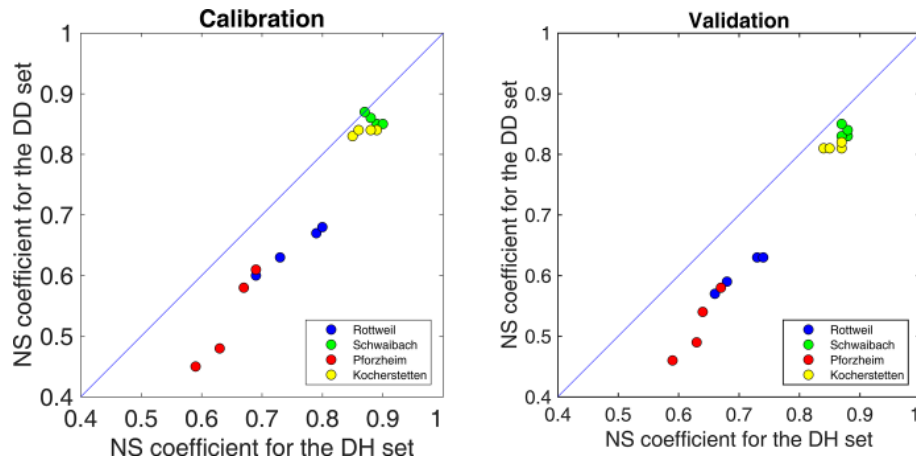 Calibration
NS coefficient for the DD set
1
0.9
0.8
0.7
0.6
0.5
0.4
0.4 0.5 0.6 0.7 0.8 0.9 1
NS coefficient for the DH set
Rottweil
Schwaibach
Pforzheim
Kocherstetten
Validation
NS coefficient for the DD set
1
0.9
0.8
0.7
0.6
0.5
0.4
0.4 0.5 0.6 0.7 0.8 0.9 1
NS coefficient for the DH set
Rottweil
Schwaibach
Pforzheim
Kocherstetten